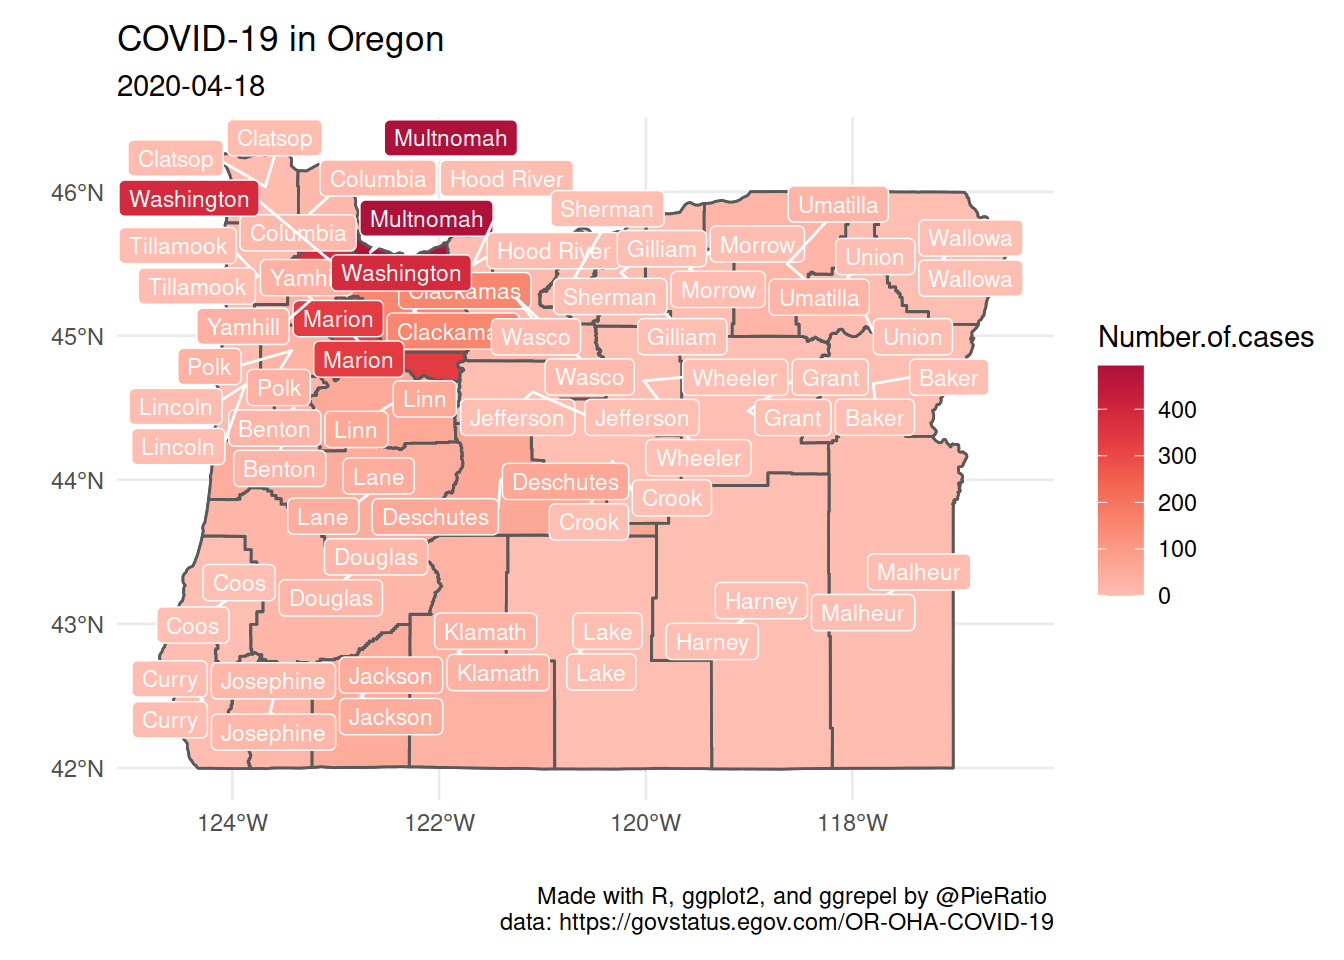 COVID-19 in Oregon
2020-04-18
Clatsop
Multnomah
Clatsop
Columbia
Hood River
46°N
Washington
Sherman
Umatilla
Multnomah
Columbia
Wallowa
Tillamook
Hood River
Gilliam
Morrow
Union
Yamh
Washington
Wallowa
Tillamook
Clackamas
Sherman
Morrow
Umatilla
Yamhill
Marion
45°N
Clackama
Wasco
Gilliam
Union
Number.of.cases
Polk
Marion
Polk
Wasco
Wheeler
Grant
Baker
Lincoln
Linn
400
Jefferson
Jefferson
Grant
Baker
Benton
Linn
Lincoln
300
Benton
Wheeler
44°N
Lane
Deschutes
Crook
200
Lane
Deschutes
Crook
100
Douglas
Malheur
Coos
Douglas
0
Harney
Malheur
43°N
Coos
Klamath
Lake
Harney
Curry
Josephine
Jackson
Klamath
Lake
Curry
Josephine
Jackson
42°N
124°W
122°W
120°W
118°W
Made with R, ggplot2, and ggrepel by @PieRatio
data: https://govstatus.egov.com/OR-OHA-COVID-19